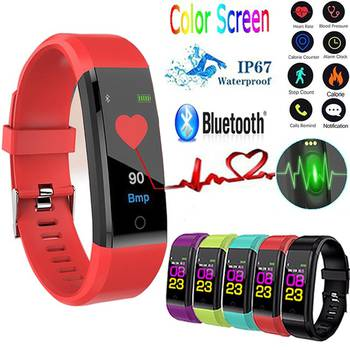 Color Screen
IP67
Waterproof
Bluetooth®
Heart Rate
Blood Pressure
Calorie Counter
Alarm Clock
Step Count
Calorie
Calls Remind
Notification
90
Bmp
08
23
08
23
08
23
08
23
08
23